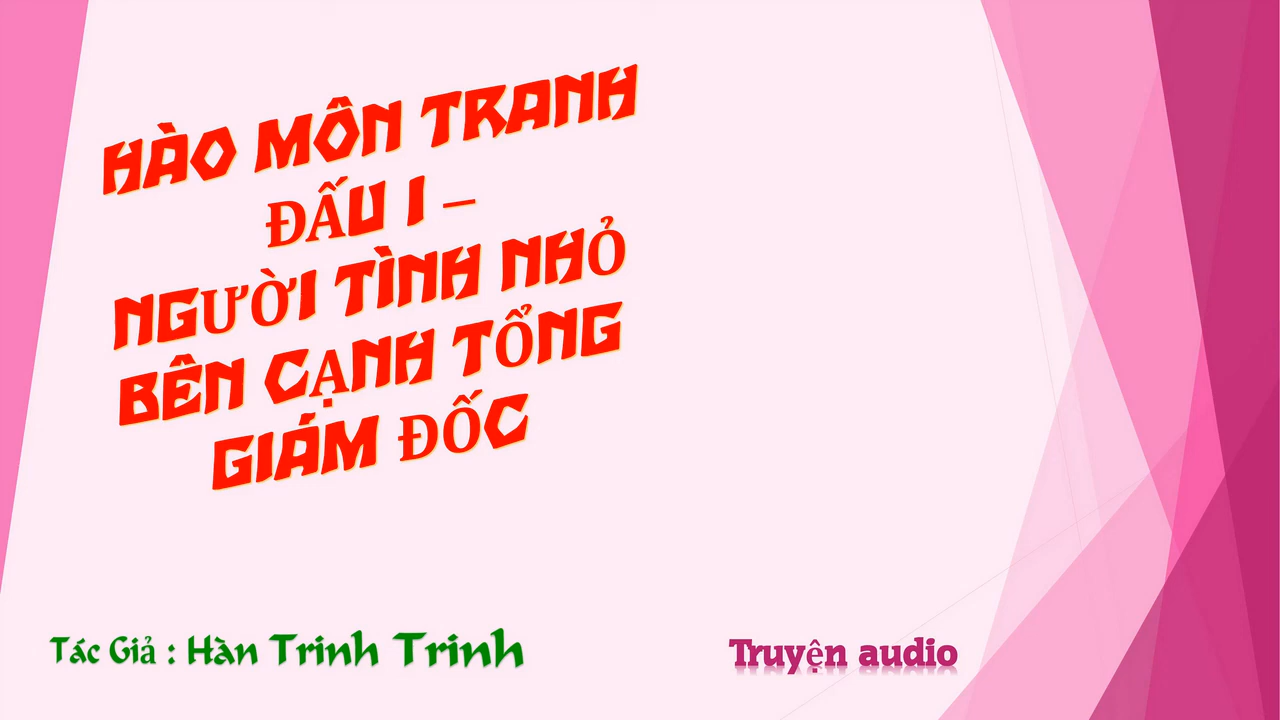 HÀO MÔN TRANH
ĐẤU I –
NGƯỜI TÌNH NHỎ
BÊN CẠNH TỔNG
GIÁM ĐỐC
Tác Giả : Hàn Trinh Trinh
Truyện audio